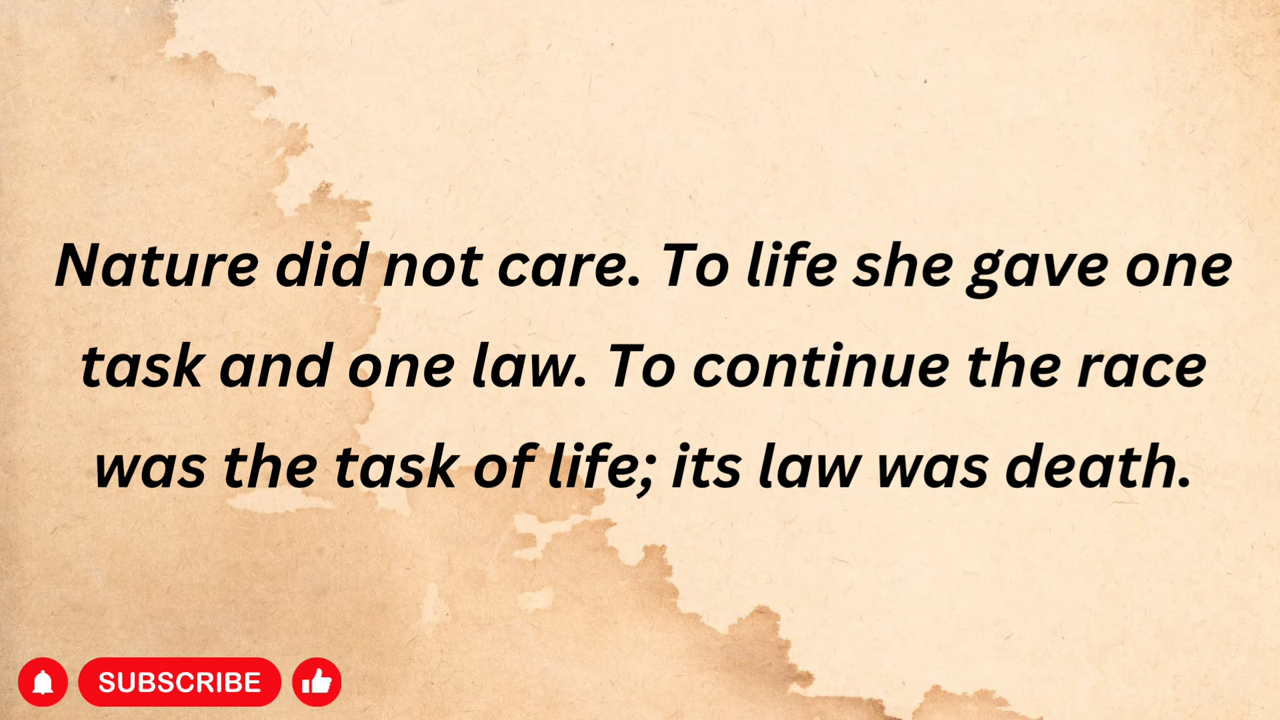 Nature did not care. To life she gave one
task and one law. To continue the race
was the task of life; its law was death.
SUBSCRIBE